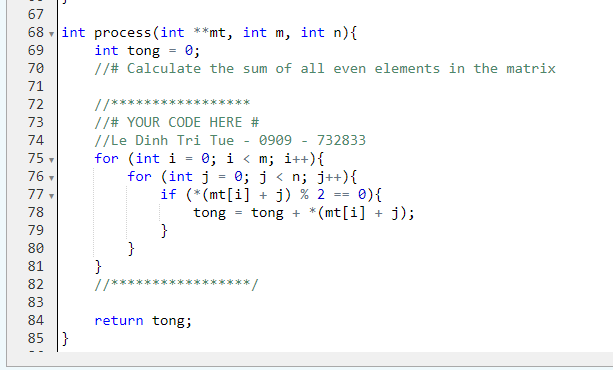 67
68 int process(int **mt, int m, int n){
69 int tong = 0;
70 //# Calculate the sum of all even elements in the matrix
71
72 //*****************
73 //# YOUR CODE HERE #
74 //Le Dinh Tri Tue - 0909 - 732833
75 for (int i = 0; i < m; i++){
76 for (int j = 0; j < n; j++){
77 if (*(mt[i] + j) % 2 == 0){
78 tong = tong + *(mt[i] + j);
79 }
80 }
81 }
82 //*****************/
83
84 return tong;
85 }